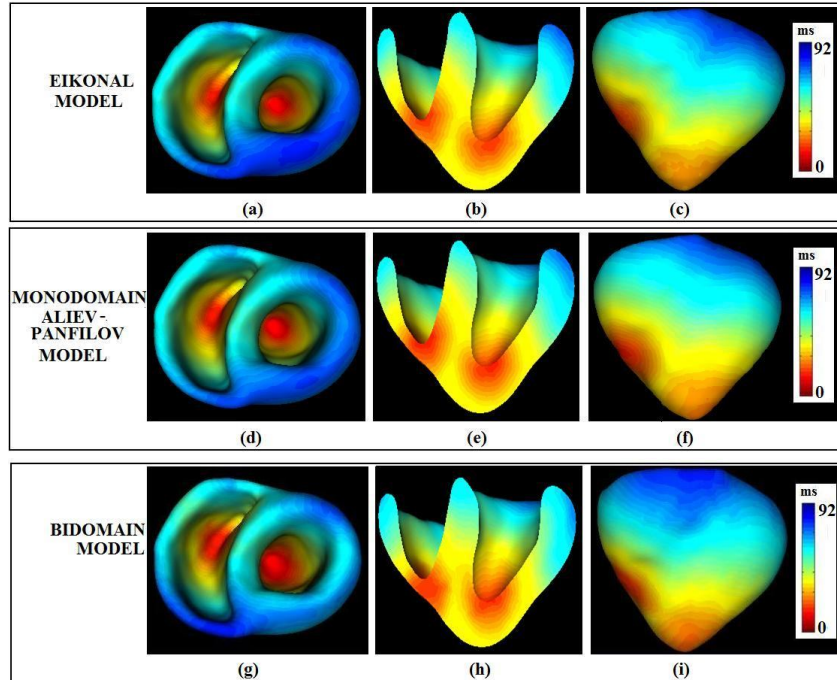 EIKONAL
MODEL
ms
92
0
(a)
(b)
(c)
MONODOMAIN
ALIEV-
PANFILOV
MODEL
ms
92
0
(d)
(e)
(f)
BIDOMAIN
MODEL
ms
92
0
(g)
(h)
(i)